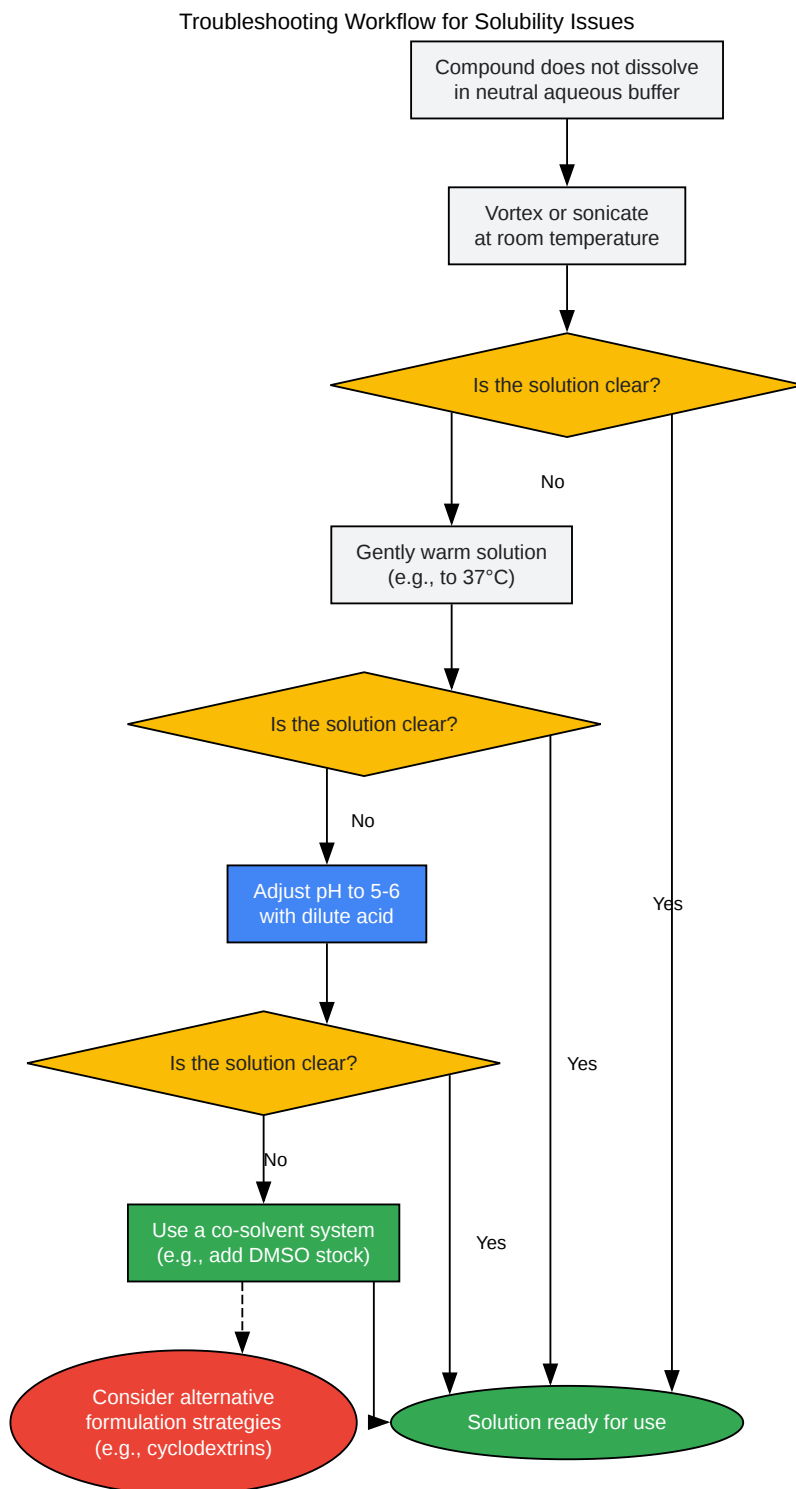 Troubleshooting Workflow for Solubility Issues
Compound does not dissolve
in neutral aqueous buffer
Vortex or sonicate
at room temperature
Is the solution clear?
No
Gently warm solution
(e.g., to 37°C)
Is the solution clear?
No
Adjust pH to 5-6
with dilute acid
Yes
Is the solution clear?
Yes
No
Use a co-solvent system
(e.g., add DMSO stock)
Yes
Consider alternative
formulation strategies
(e.g., cyclodextrins)
Solution ready for use